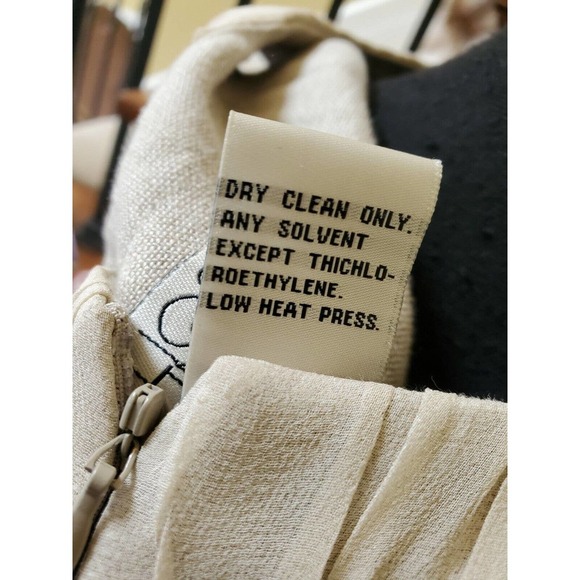 DRY CLEAN ONLY.
ANY SOLVENT
EXCEPT THICHLO-
ROETHYLENE.
LOW HEAT PRESS.